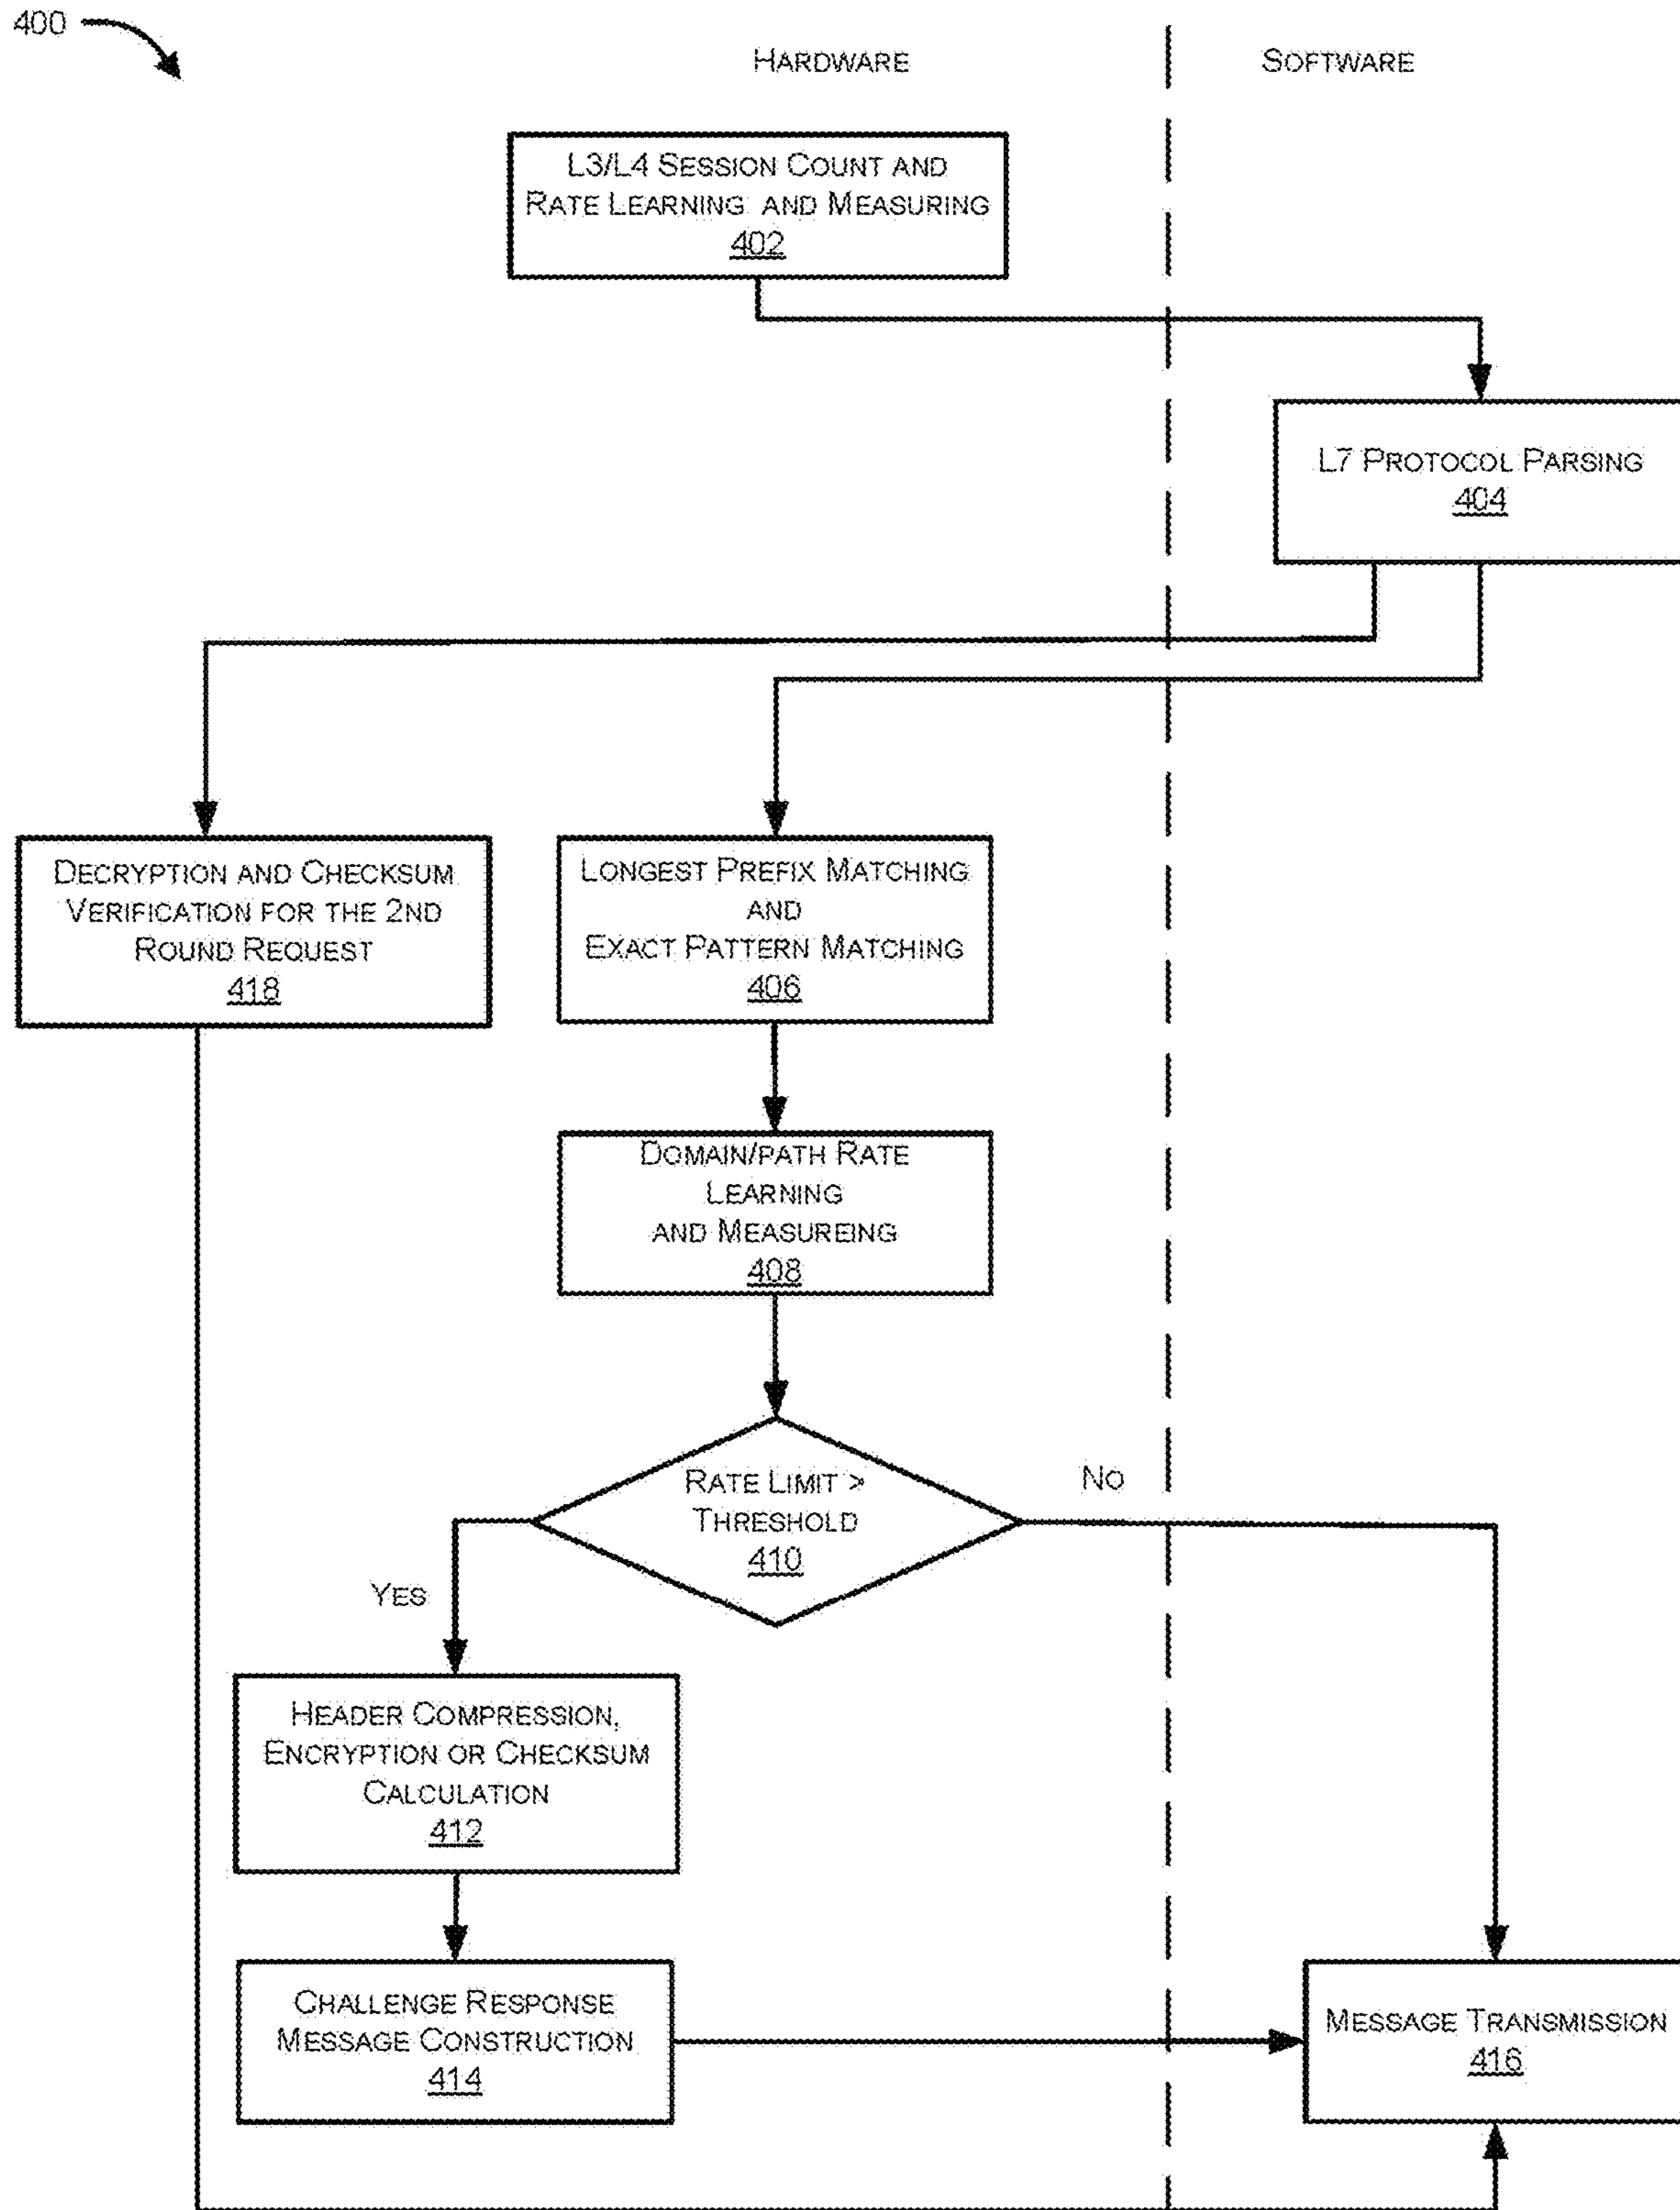 400
HARDWARE
SOFTWARE
L3/L4 SESSION COUNT AND
RATE LEARNING AND MEASURING
402
L7 PROTOCOL PARSING
404
DECRYPTION AND CHECKSUM
VERIFICATION FOR THE 2ND
ROUND REQUEST
418
LONGEST PREFIX MATCHING
AND
EXACT PATTERN MATCHING
406
DOMAIN/PATH RATE
LEARNING
AND MEASUREING
408
RATE LIMIT >
THRESHOLD
410
NO
YES
HEADER COMPRESSION,
ENCRYPTION OR CHECKSUM
CALCULATION
412
CHALLENGE RESPONSE
MESSAGE CONSTRUCTION
414
MESSAGE TRANSMISSION
416